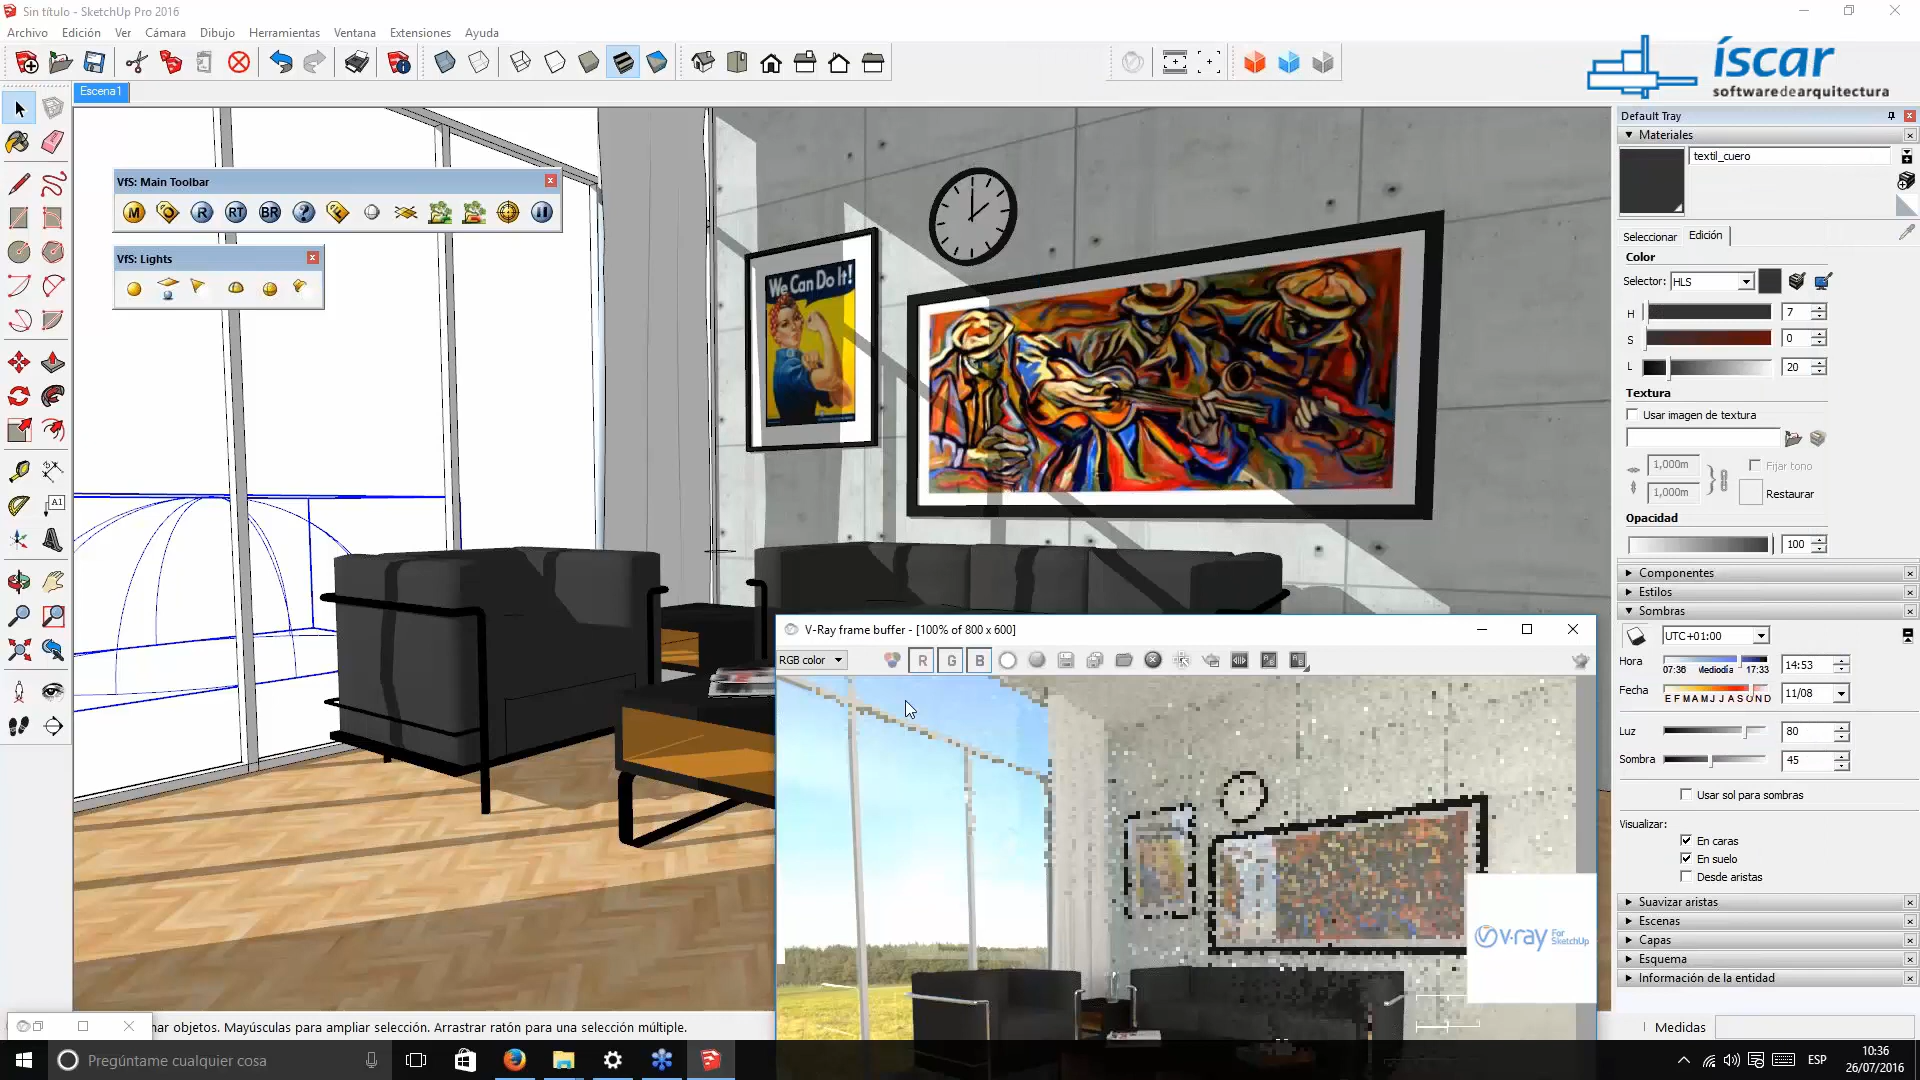 Sin título - SketchUp Pro 2016
Archivo Edición Ver Cámara Dibujo Herramientas Ventana Extensiones Ayuda
íscar
softwaredearquitectura
Escena1
VfS: Main Toolbar
M O R RT BR ? F
VfS: Lights
A1
We Can Do It!
Default Tray
Materiales
textil_cuero
Seleccionar Edición
Color
Selector: HLS
H 7
S 0
L 20
Textura
Usar imagen de textura
1,000m Fijar tono
1,000m Restaurar
Opacidad
100
Componentes
Estilos
Sombras
UTC+01:00
Hora 07:36 Mediodía 17:33 14:53
Fecha E F M A M J J A S O N D 11/08
Luz 80
Sombra 45
Usar sol para sombras
Visualizar:
En caras
En suelo
Desde aristas
Suavizar aristas
Escenas
Capas
Esquema
Información de la entidad
Medidas
V-Ray frame buffer - [100% of 800 x 600]
RGB color R G B
v-ray For SketchUp
nar objetos. Mayúsculas para ampliar selección. Arrastrar ratón para una selección múltiple.
Pregúntame cualquier cosa
ESP
10:36
26/07/2016